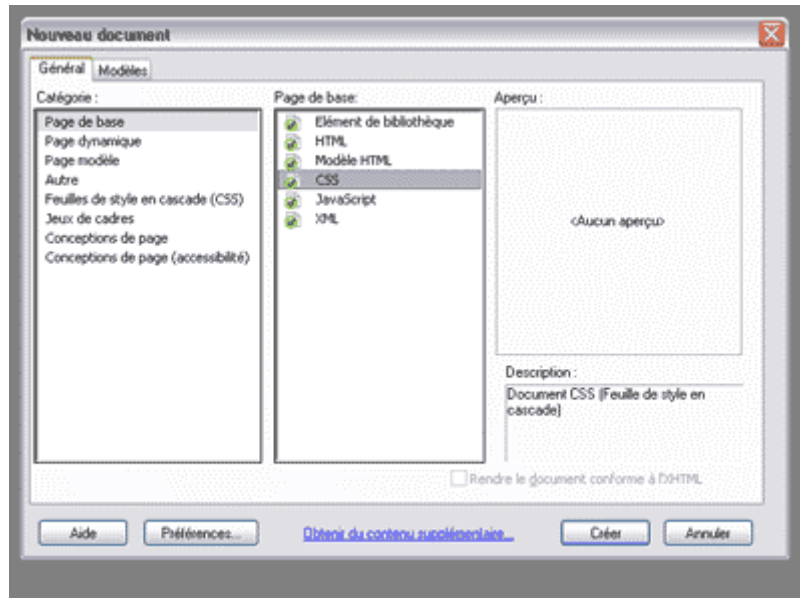 Nouveau document
Général Modèles
Catégorie :
Page de base
Page dynamique
Page modèle
Autre
Feuilles de style en cascade (CSS)
Jeux de cadres
Conceptions de page
Conceptions de page (accessibilité)
Page de base:
Elément de bibliothèque
HTML
Modèle HTML
CSS
JavaScript
XML
Aperçu :
<Aucun aperçu>
Description :
Document CSS (Feuille de style en
cascade)
Rendre le document conforme à l'XHTML
Aide Préférences... Obtenir du contenu supplémentaire... Créer Annuler